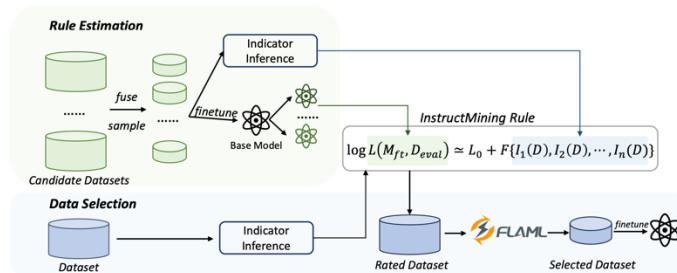 Rule Estimation
Indicator
Inference
fuse
sample
......
......
finetune
......
Base Model
Candidate Datasets
InstructMining Rule
log L(M_ft, D_eval) ≃ L_0 + F{I_1(D), I_2(D), ⋯, I_n(D)}
Data Selection
Indicator
Inference
Dataset
Rated Dataset
FLAML
Selected Dataset
finetune